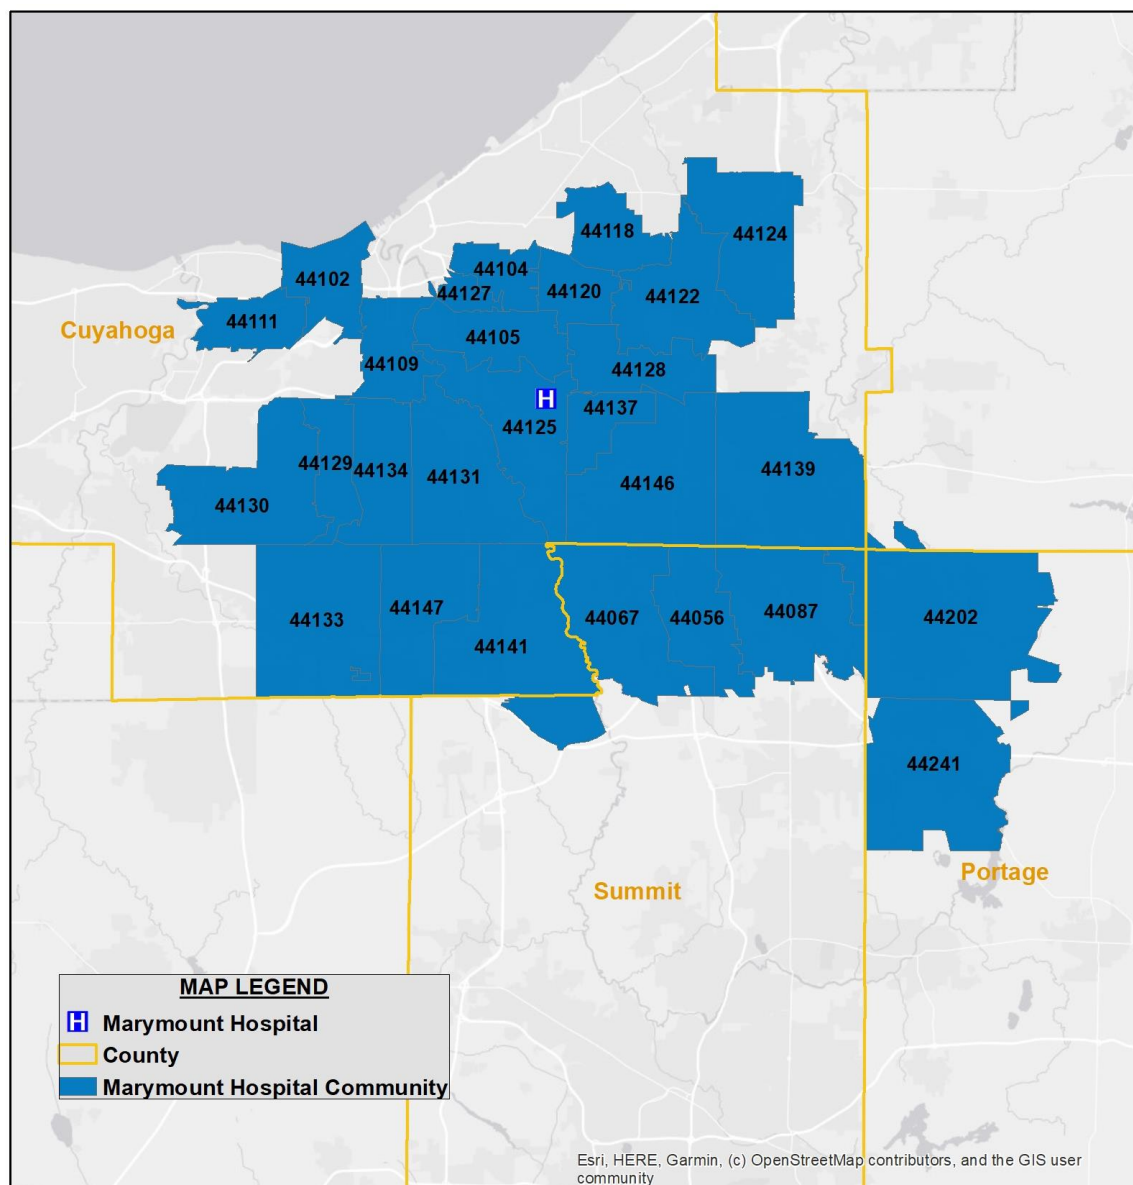 44118
44124
44104
44102
44127
44120
44122
44111
Cuyahoga
44105
44109
44128
H
44137
44125
44129
44134
44131
44139
44146
44130
44133
44147
44067
44056
44087
44202
44141
44241
Portage
Summit
MAP LEGEND
H Marymount Hospital
County
Marymount Hospital Community
Esri, HERE, Garmin, (c) OpenStreetMap contributors, and the GIS user
community